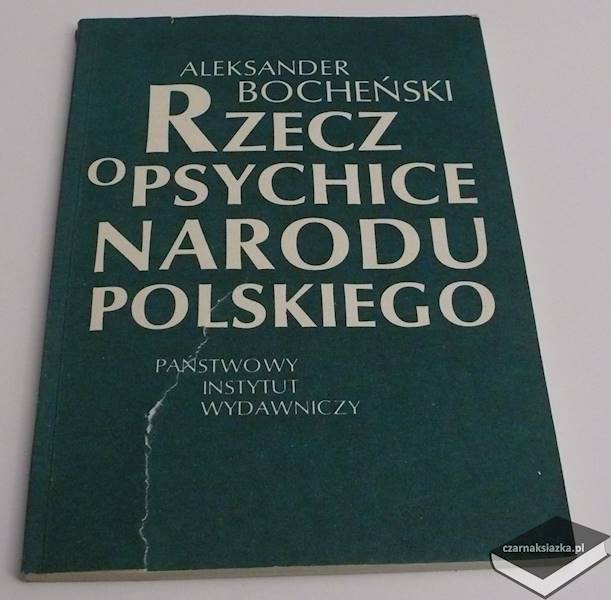 ALEKSANDER
BOCHEŃSKI
RZECZ
O PSYCHICE
NARODU
POLSKIEGO
PAŃSTWOWY
INSTYTUT
WYDAWNICZY
czarnaksiazka.pl